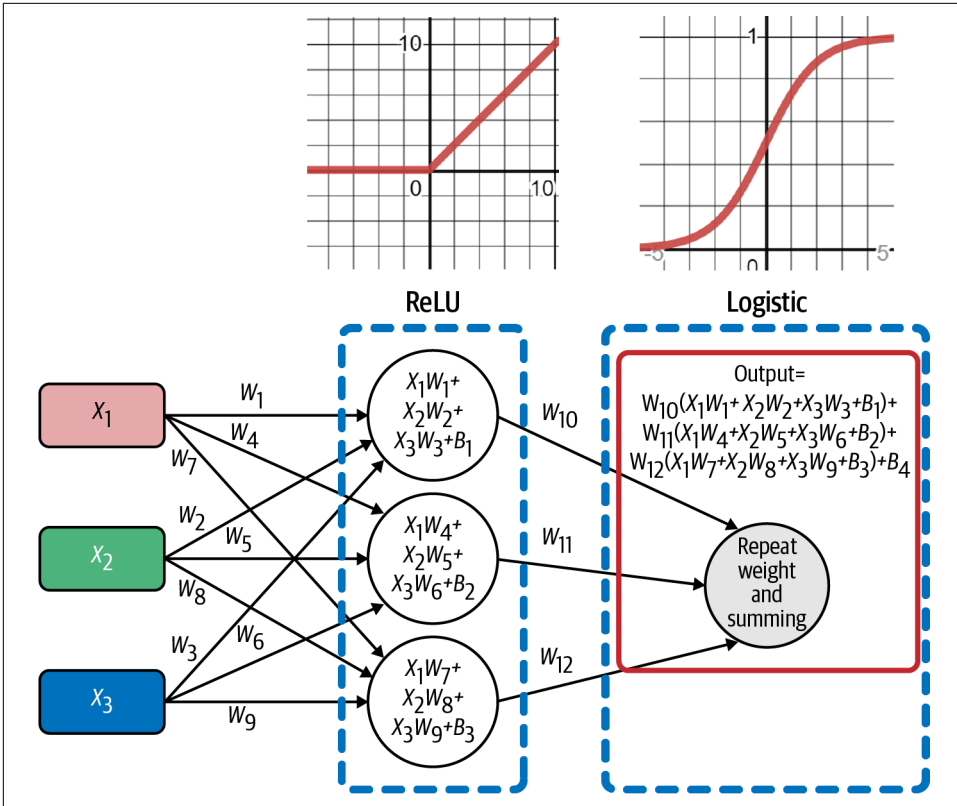 10
0
10
1
-5
0
5
ReLU
Logistic
X₁
X₂
X₃
W₁
W₄
W₇
W₂
W₅
W₈
W₃
W₆
W₉
X₁W₁+
X₂W₂+
X₃W₃+B₁
X₁W₄+
X₂W₅+
X₃W₆+B₂
X₁W₇+
X₂W₈+
X₃W₉+B₃
W₁₀
W₁₁
W₁₂
Output=
W₁₀(X₁W₁+X₂W₂+X₃W₃+B₁)+
W₁₁(X₁W₄+X₂W₅+X₃W₆+B₂)+
W₁₂(X₁W₇+X₂W₈+X₃W₉+B₃)+B₄
Repeat
weight
and
summing